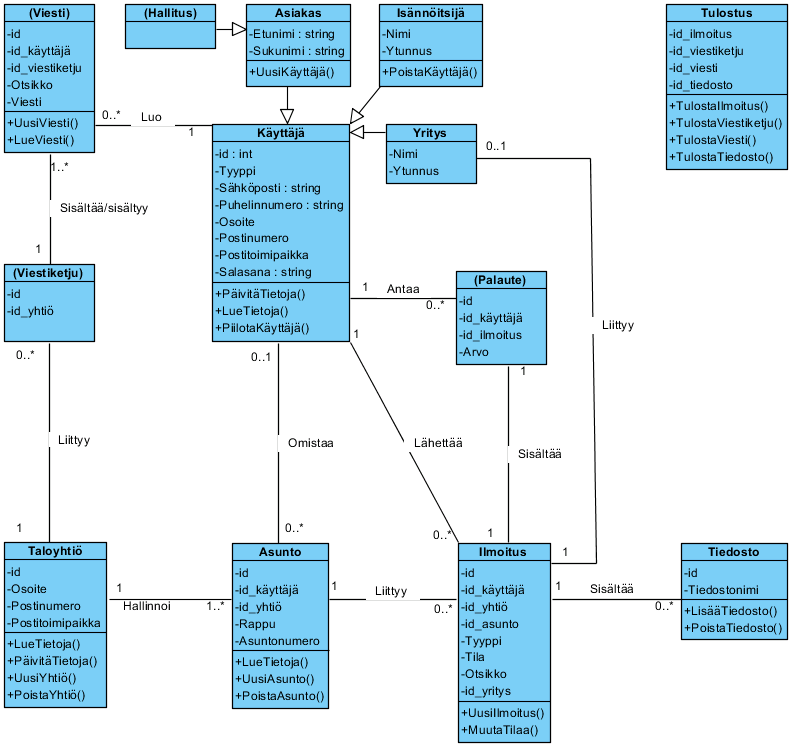 (Viesti)
-id
-id_käyttäjä
-id_viestiketju
-Otsikko
-Viesti
+UusiViesti()
+LueViesti()
(Hallitus)
Asiakas
-Etunimi : string
-Sukunimi : string
+UusiKäyttäjä()
Isännöitsijä
-Nimi
-Ytunnus
+PoistaKäyttäjä()
Tulostus
-id_ilmoitus
-id_viestiketju
-id_viesti
-id_tiedosto
+TulostaIlmoitus()
+TulostaViestiketju()
+TulostaViesti()
+TulostaTiedosto()
0..*
Luo
1
Käyttäjä
-id : int
-Tyyppi
-Sähköposti : string
-Puhelinnumero : string
-Osoite
-Postinumero
-Postitoimipaikka
-Salasana : string
+PäivitäTietoja()
+LueTietoja()
+PiilotaKäyttäjä()
Yritys
-Nimi
-Ytunnus
0..1
1..*
Sisältää/sisältyy
1
(Viestiketju)
-id
-id_yhtiö
0..*
1
Antaa
0..*
(Palaute)
-id
-id_käyttäjä
-id_ilmoitus
-Arvo
Liittyy
0..1
1
1
Liittyy
Omistaa
Lähettää
Sisältää
1
0..*
0..*
1
1
Taloyhtiö
-id
-Osoite
-Postinumero
-Postitoimipaikka
+LueTietoja()
+PäivitäTietoja()
+UusiYhtiö()
+PoistaYhtiö()
1
Hallinnoi
1..*
Asunto
-id
-id_käyttäjä
-id_yhtiö
-Rappu
-Asuntonumero
+LueTietoja()
+UusiAsunto()
+PoistaAsunto()
1
Liittyy
0..*
Ilmoitus
-id
-id_käyttäjä
-id_yhtiö
-id_asunto
-Tyyppi
-Tila
-Otsikko
-id_yritys
+UusiIlmoitus()
+MuutaTilaa()
1
Sisältää
0..*
Tiedosto
-id
-Tiedostonimi
+LisääTiedosto()
+PoistaTiedosto()